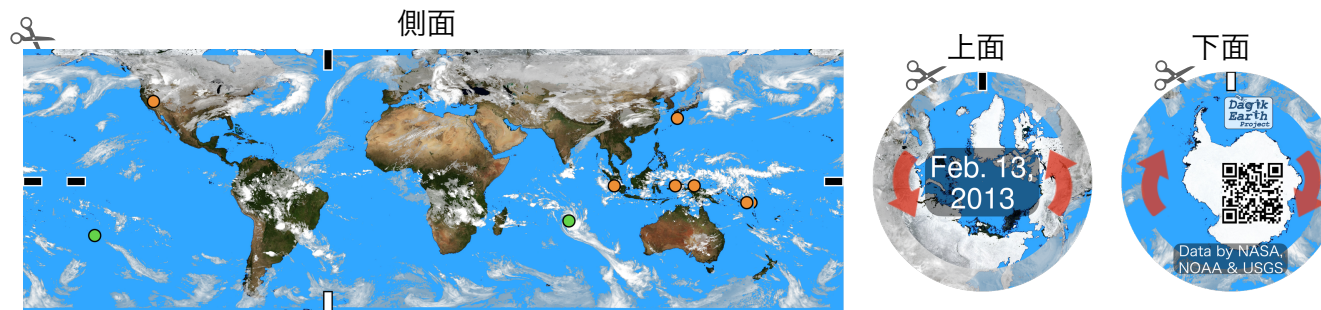 側面
上面
下面
Feb. 13,
2013
Dagik
Earth
Project
Data by NASA,
NOAA & USGS